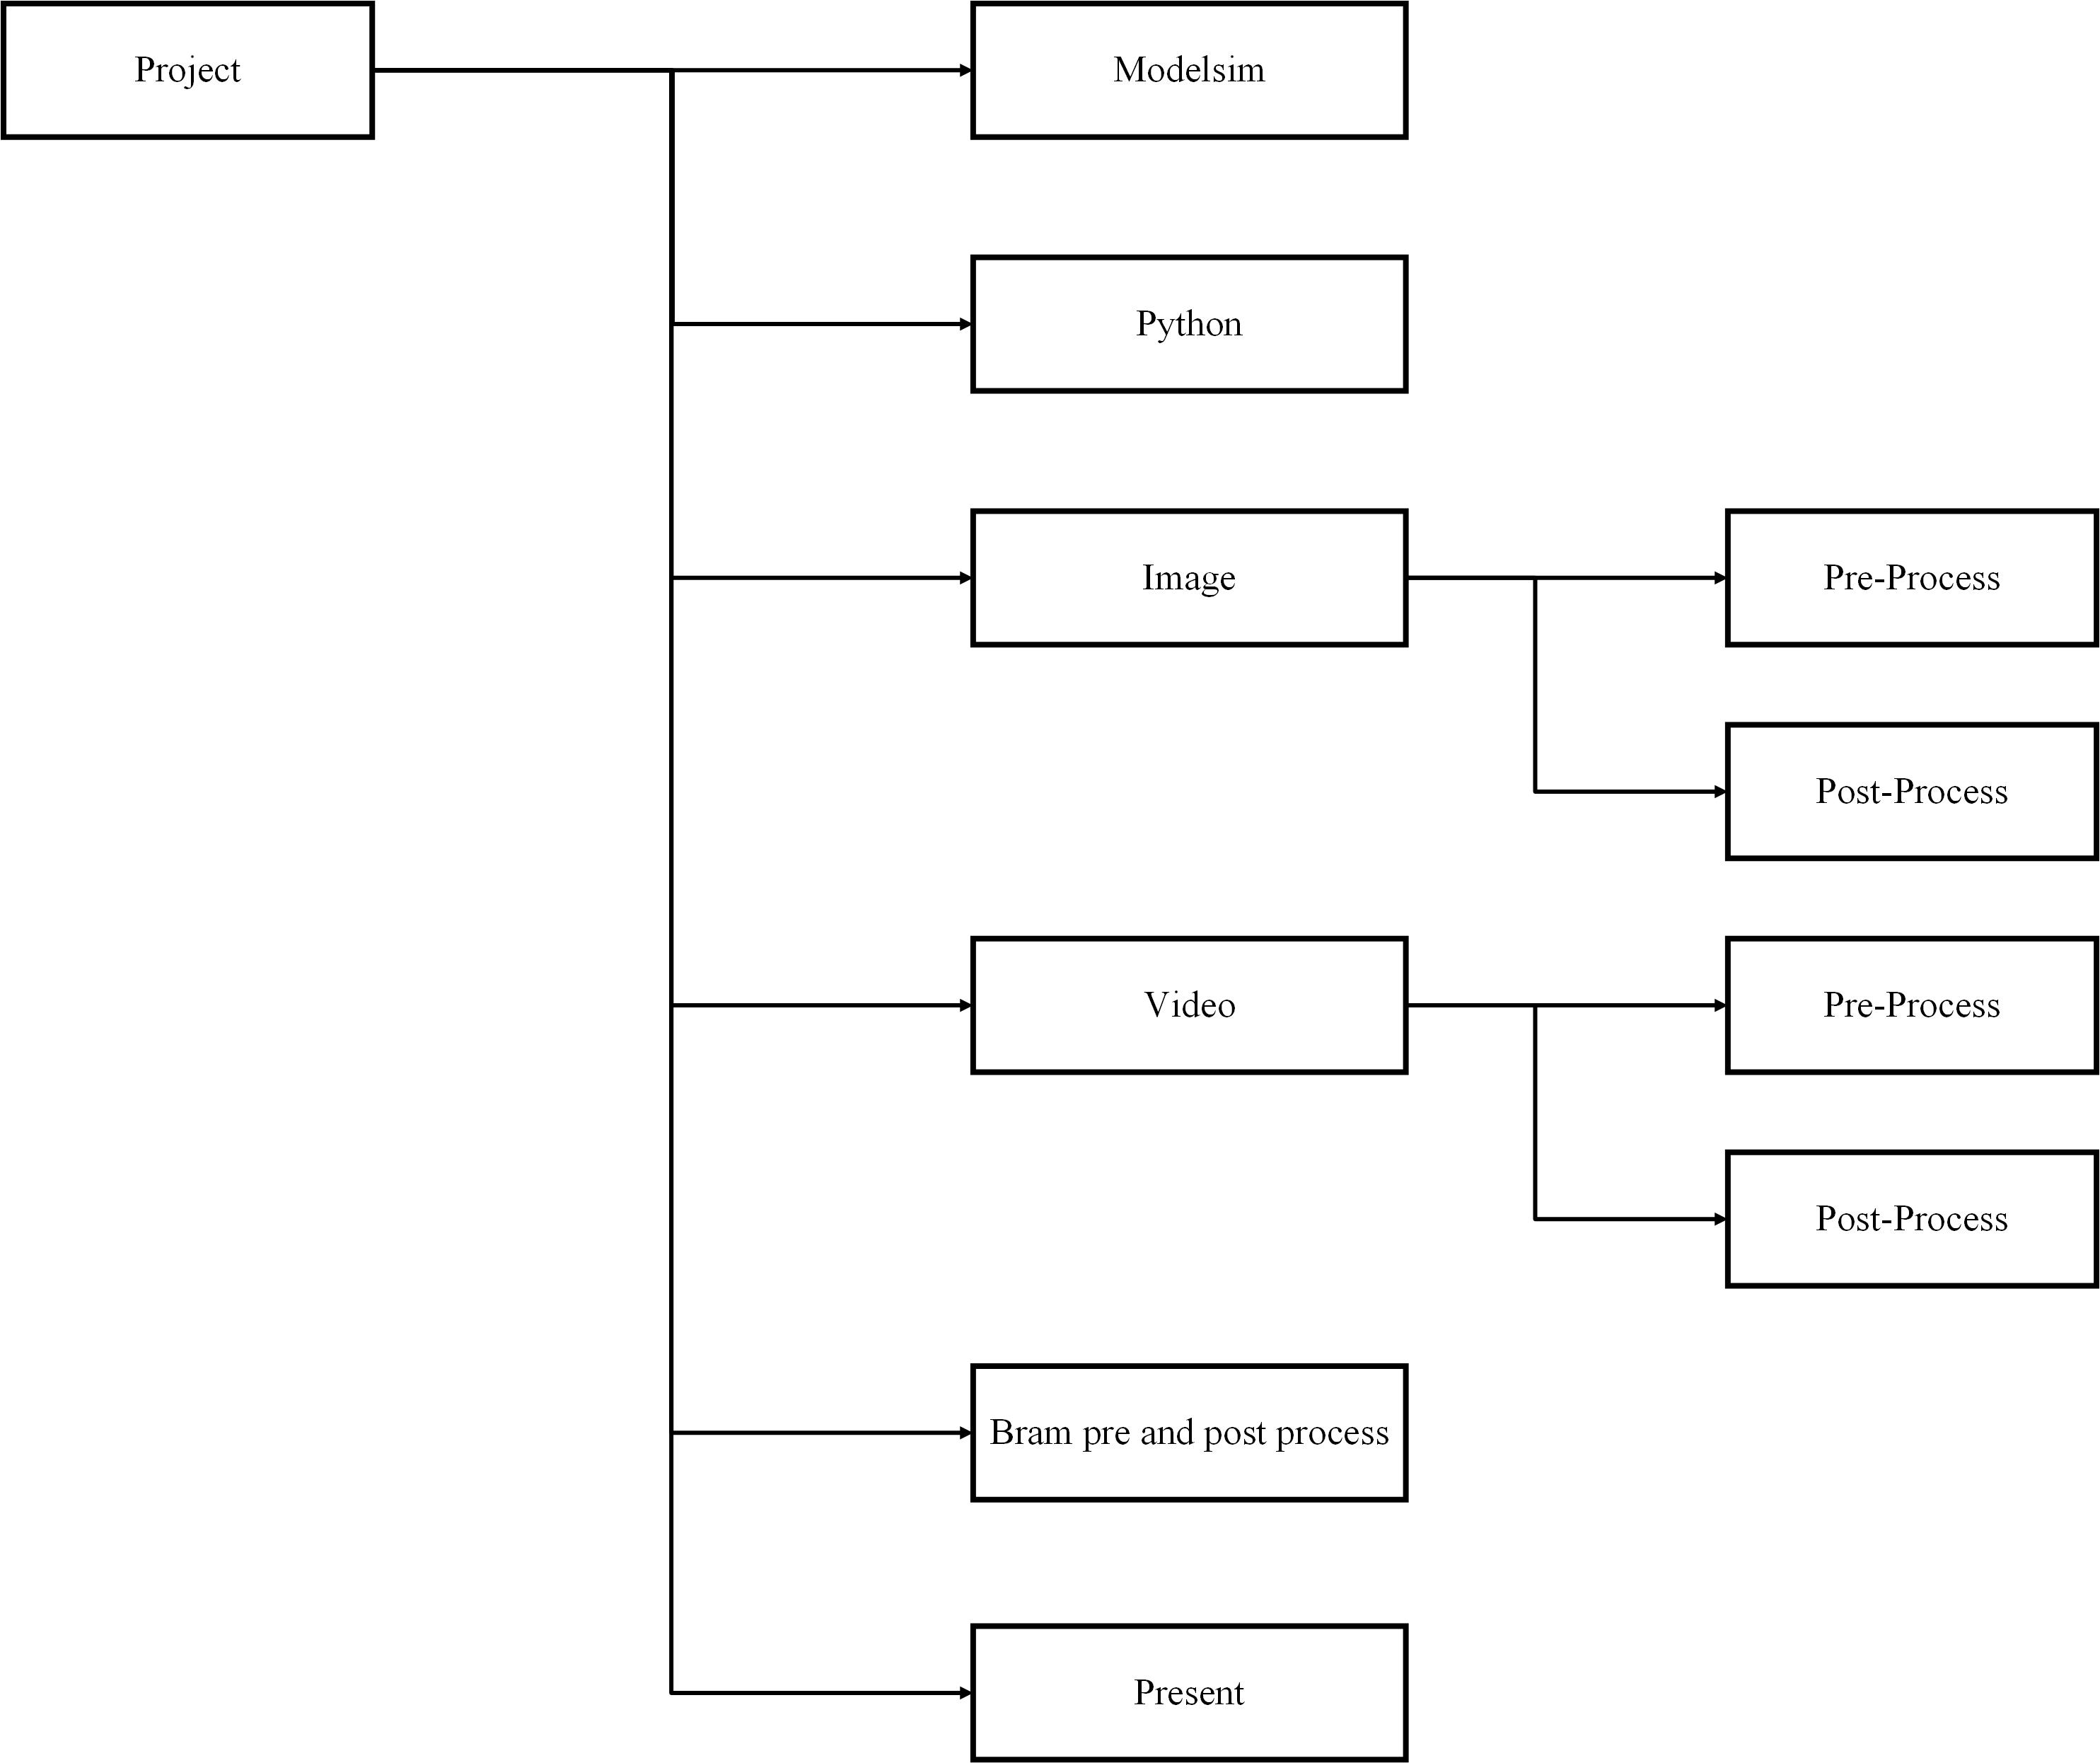 Project
Modelsim
Python
Image
Pre-Process
Post-Process
Video
Pre-Process
Post-Process
Bram pre and post process
Present